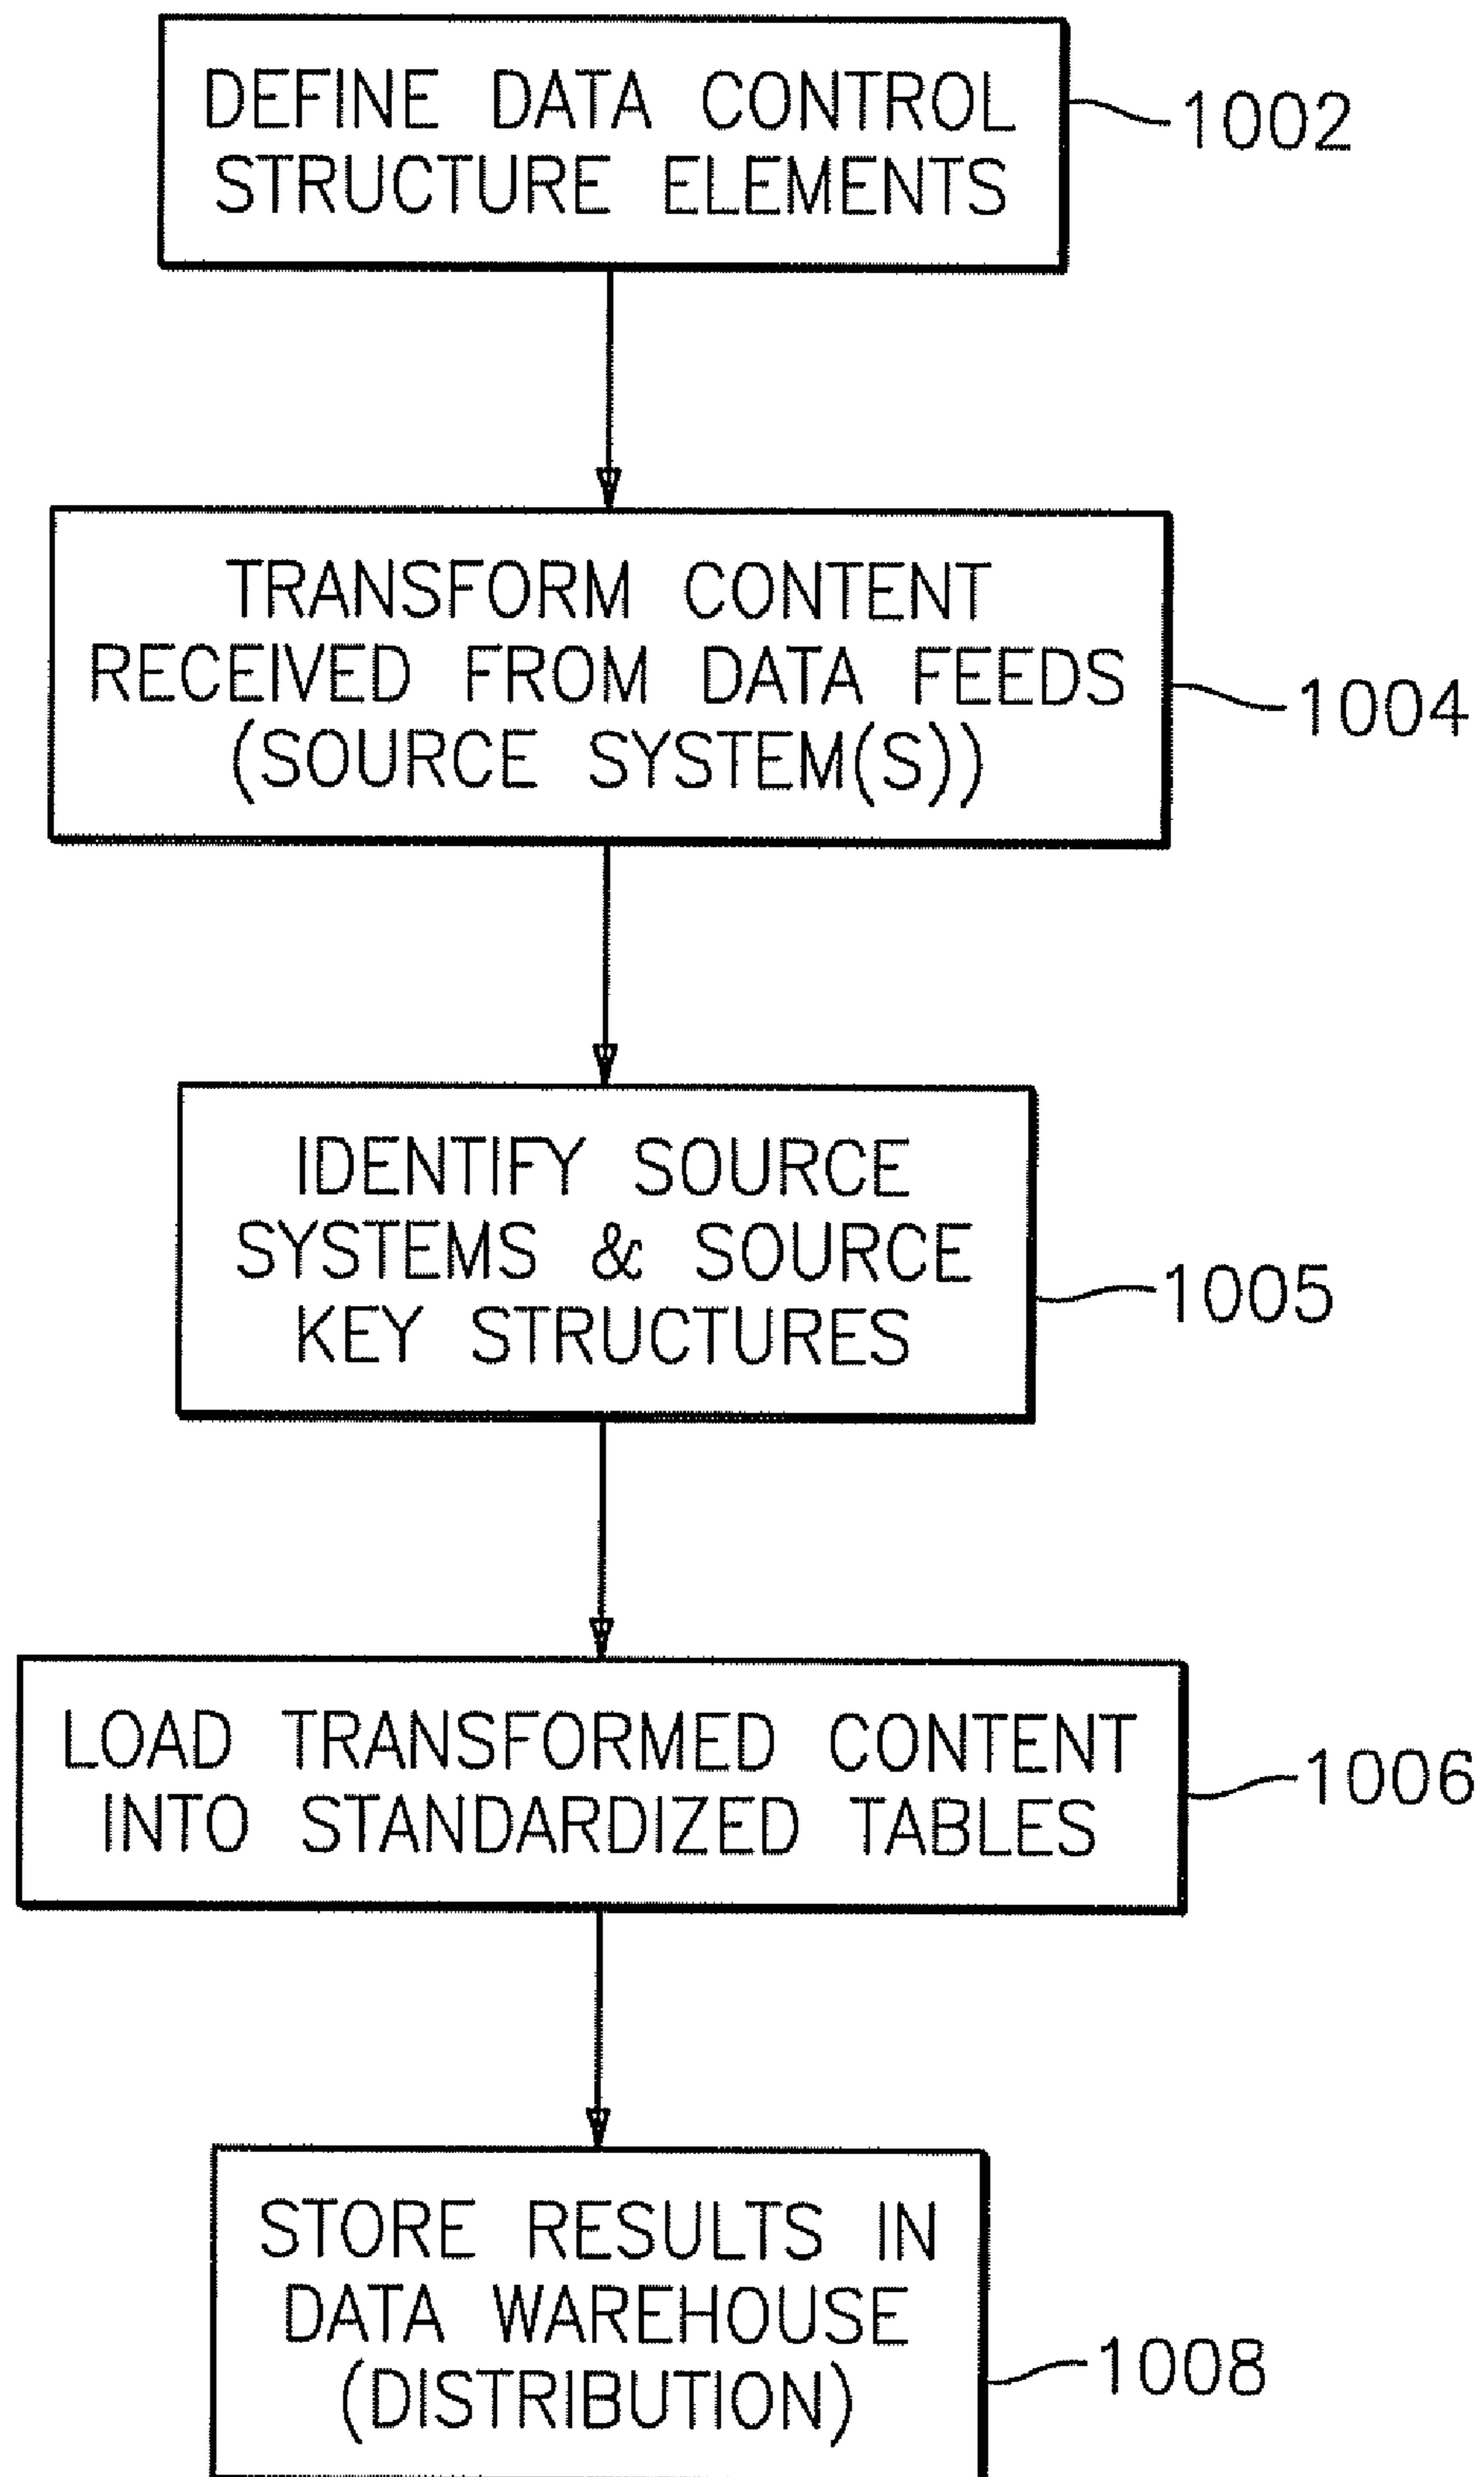 DEFINE DATA CONTROL
STRUCTURE ELEMENTS
1002
TRANSFORM CONTENT
RECEIVED FROM DATA FEEDS
(SOURCE SYSTEM(S))
1004
IDENTIFY SOURCE
SYSTEMS & SOURCE
KEY STRUCTURES
1005
LOAD TRANSFORMED CONTENT
INTO STANDARDIZED TABLES
1006
STORE RESULTS IN
DATA WAREHOUSE
(DISTRIBUTION)
1008